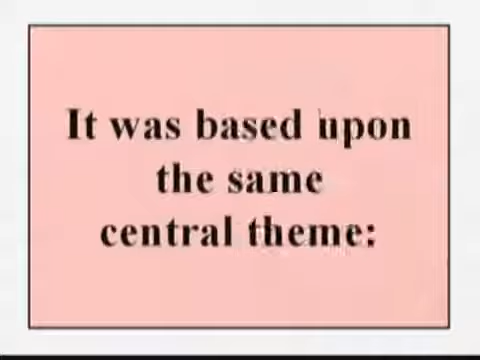 It was based upon
the same
central theme: